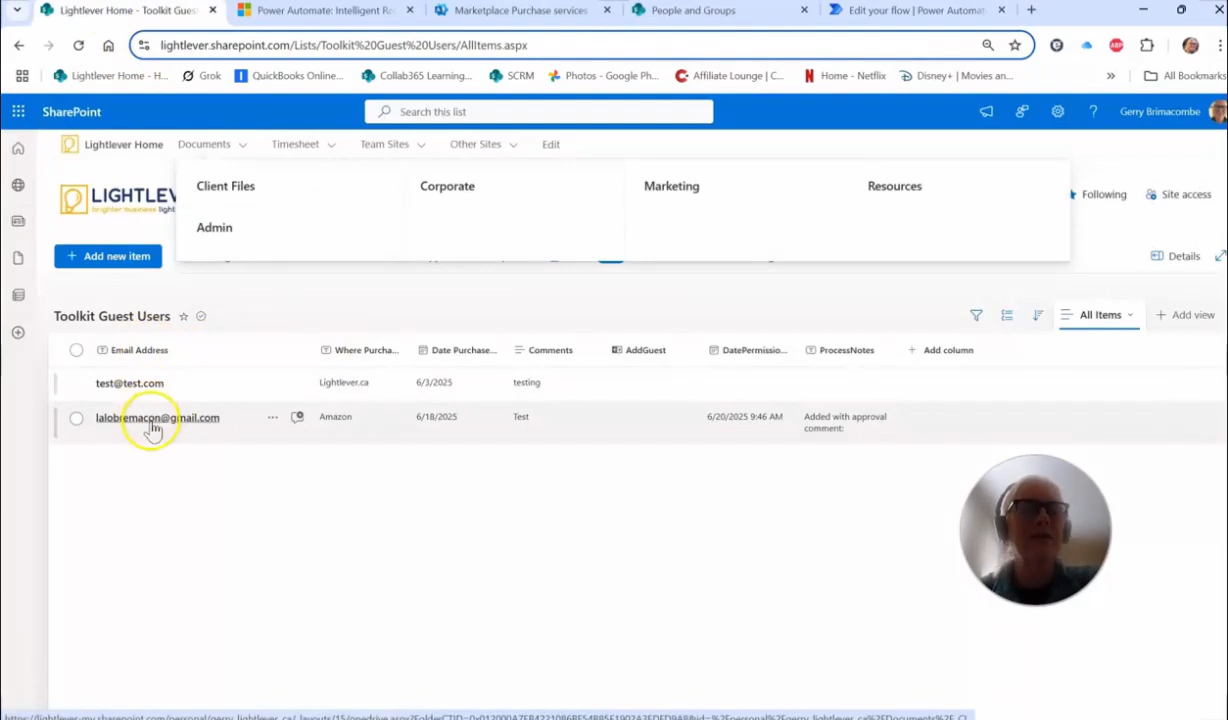 Lightlever Home - Toolkit Gues
Power Automate: Intelligent Ro
Marketplace Purchase services
People and Groups
Edit your flow | Power Automat
lightlever.sharepoint.com/Lists/Toolkit%20Guest%20Users/AllItems.aspx
Lightlever Home - H...
Grok
QuickBooks Online...
Collab365 Learning...
SCRM
Photos - Google Ph...
Affiliate Lounge | C...
Home - Netflix
Disney+ | Movies an...
All Bookmarks
SharePoint
Search this list
Gerry Brimacombe
Lightlever Home
Documents
Timesheet
Team Sites
Other Sites
Edit
LIGHTLEV
brighter business
Client Files
Corporate
Marketing
Resources
Admin
Following
Site access
+ Add new item
Details
Toolkit Guest Users
All Items
+ Add view
Email Address
Where Purcha...
Date Purchase...
Comments
AddGuest
DatePermissio...
ProcessNotes
+ Add column
test@test.com
Lightlever.ca
6/3/2025
testing
lalobremacon@gmail.com
Amazon
6/18/2025
Test
6/20/2025 9:46 AM
Added with approval
comment: